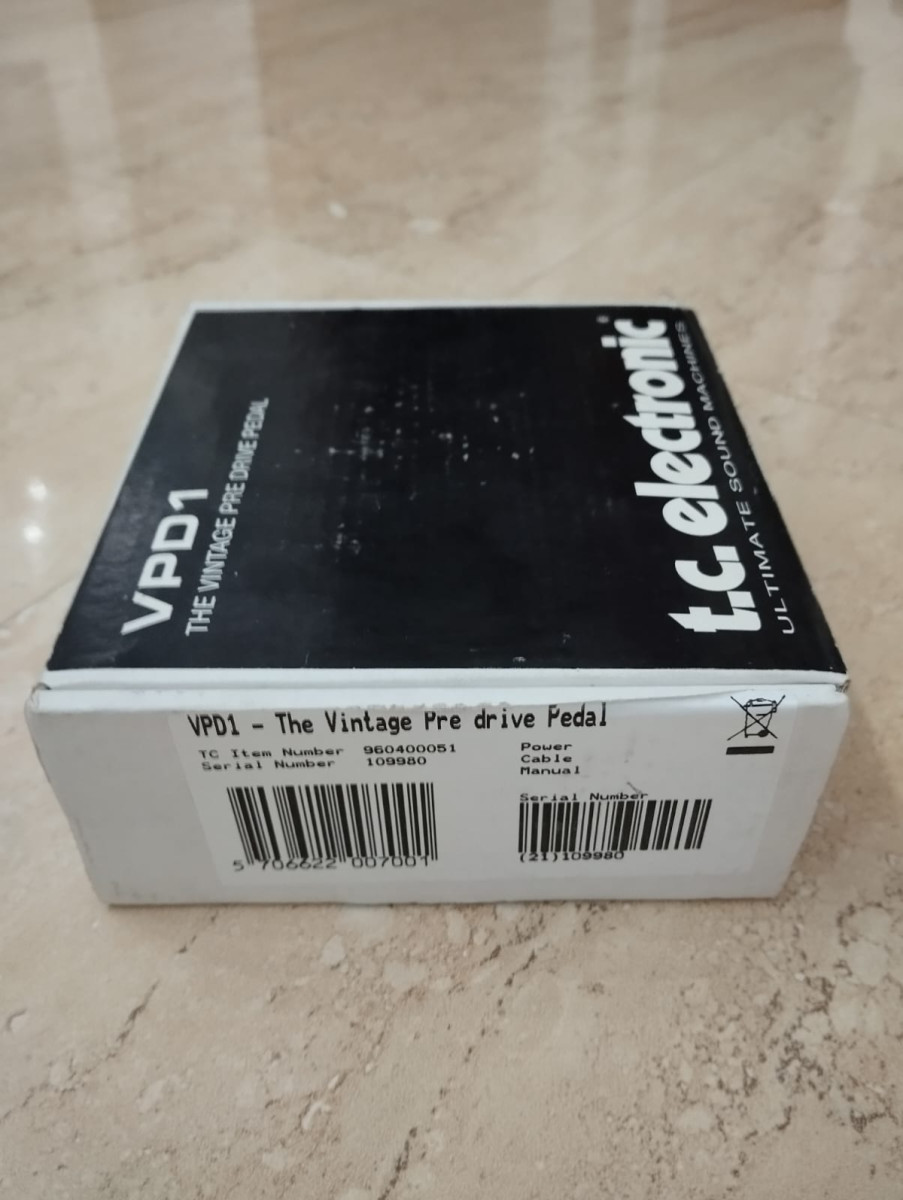 VPD1
THE VINTAGE PRE DRIVE PEDAL
t.c. electronic®
ULTIMATE SOUND MACHINES
VPD1 - The Vintage Pre drive Pedal
TC Item Number 960400051
Serial Number 109980
Power
Cable
Manual
Serial Number
5 706622 007001
(21)109980